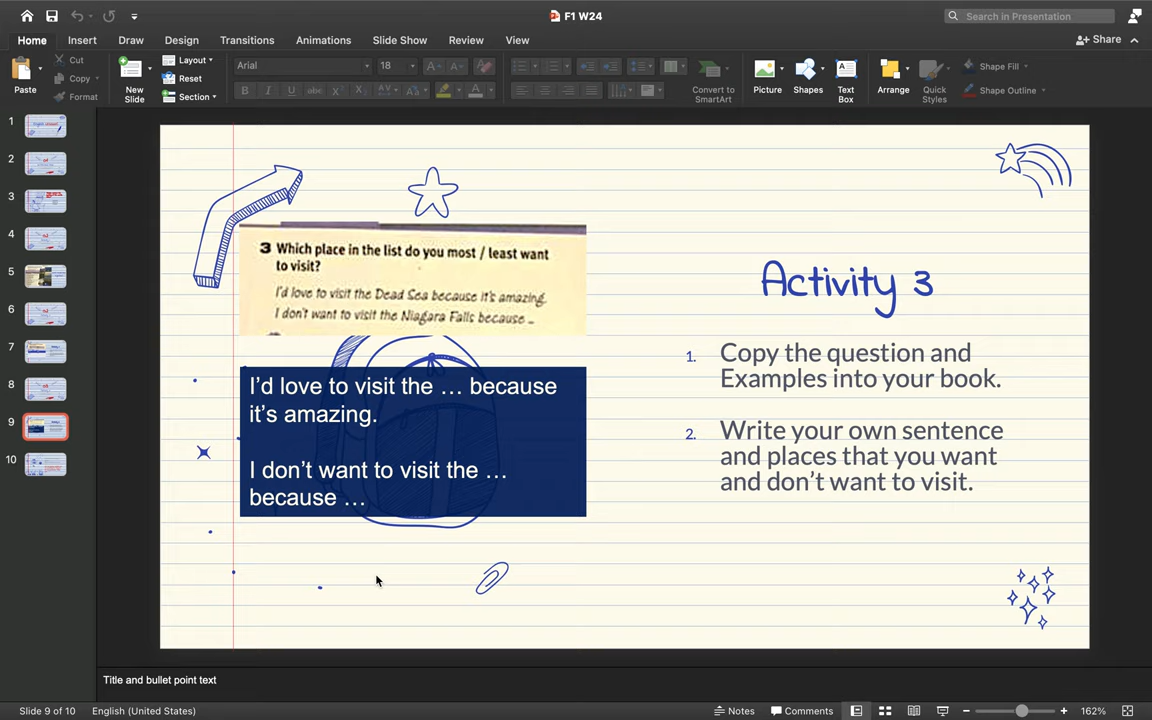 F1 W24
Search in Presentation
Home Insert Draw Design Transitions Animations Slide Show Review View
Share
Paste
Cut
Copy
Format
New
Slide
Layout
Reset
Section
Arial
18
Convert to
SmartArt
Picture
Shapes
Text
Box
Arrange
Quick
Styles
Shape Fill
Shape Outline
1
2
3
4
5
6
7
8
9
10
3 Which place in the list do you most / least want
to visit?
I'd love to visit the Dead Sea because it's amazing.
I don't want to visit the Niagara Falls because ...
I'd love to visit the … because
it's amazing.
I don't want to visit the …
because …
Activity 3
1. Copy the question and
Examples into your book.
2. Write your own sentence
and places that you want
and don't want to visit.
Title and bullet point text
Slide 9 of 10 English (United States)
Notes Comments 162%